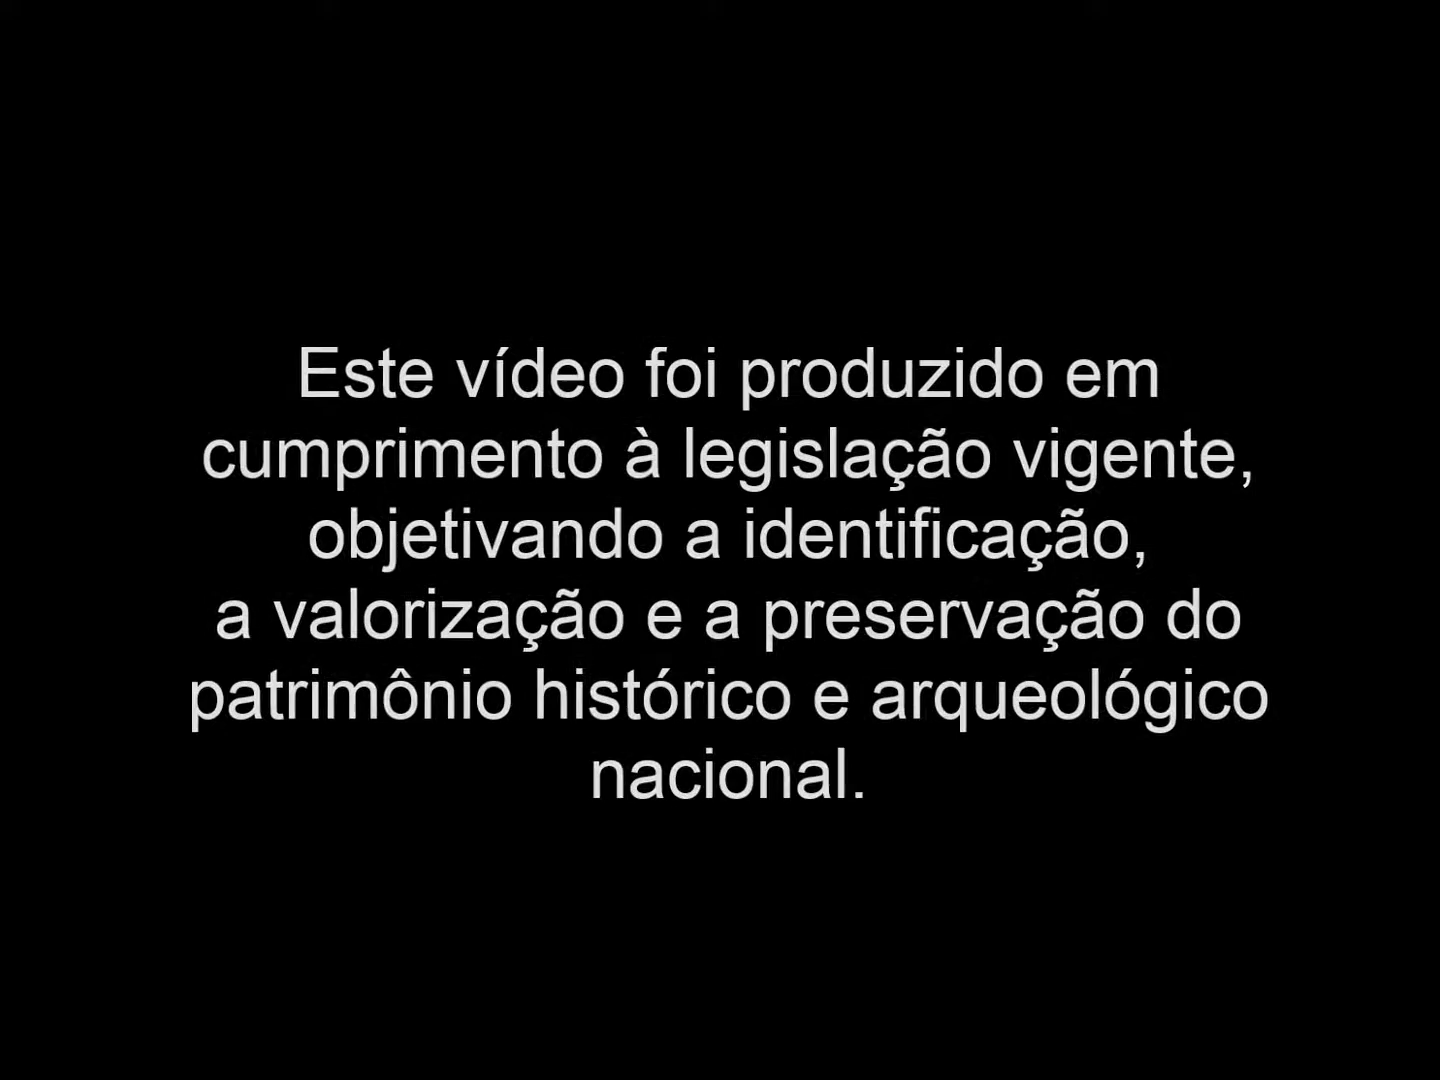 Este vídeo foi produzido em
cumprimento à legislação vigente,
objetivando a identificação,
a valorização e a preservação do
patrimônio histórico e arqueológico
nacional.